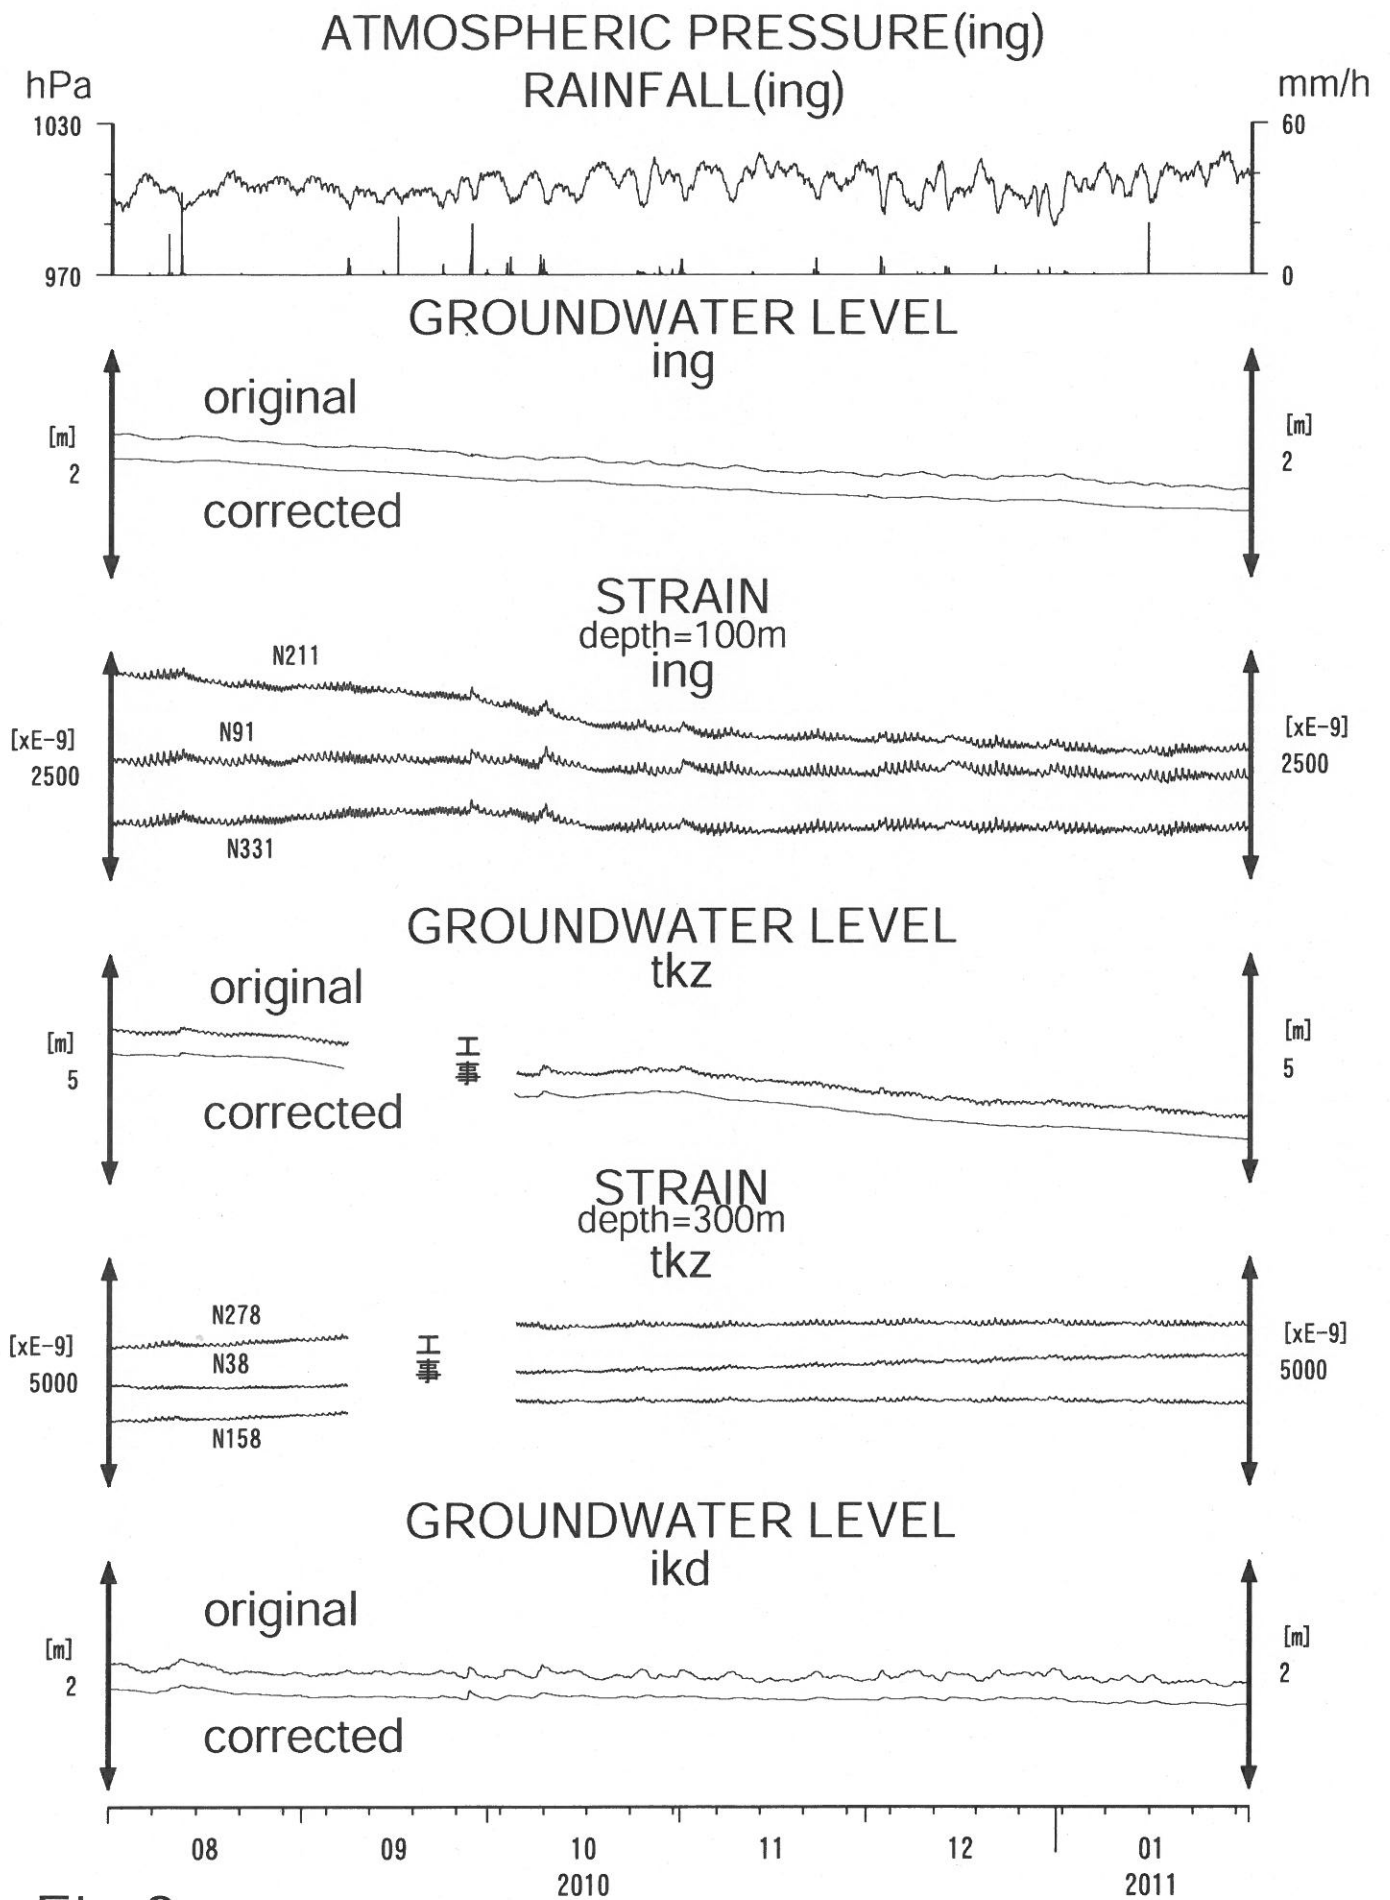 ATMOSPHERIC PRESSURE(ing)
hPa
RAINFALL(ing)
mm/h
1030
60
970
0
GROUNDWATER LEVEL
ing
original
[m]
[m]
2
2
corrected
STRAIN
depth=100m
ing
N211
N91
[xE-9]
[xE-9]
2500
2500
N331
GROUNDWATER LEVEL
tkz
original
[m]
[m]
工事
5
5
corrected
STRAIN
depth=300m
tkz
N278
[xE-9]
[xE-9]
工事
N38
5000
5000
N158
GROUNDWATER LEVEL
ikd
original
[m]
[m]
2
2
corrected
08 09 10 11 12 01
2010 2011